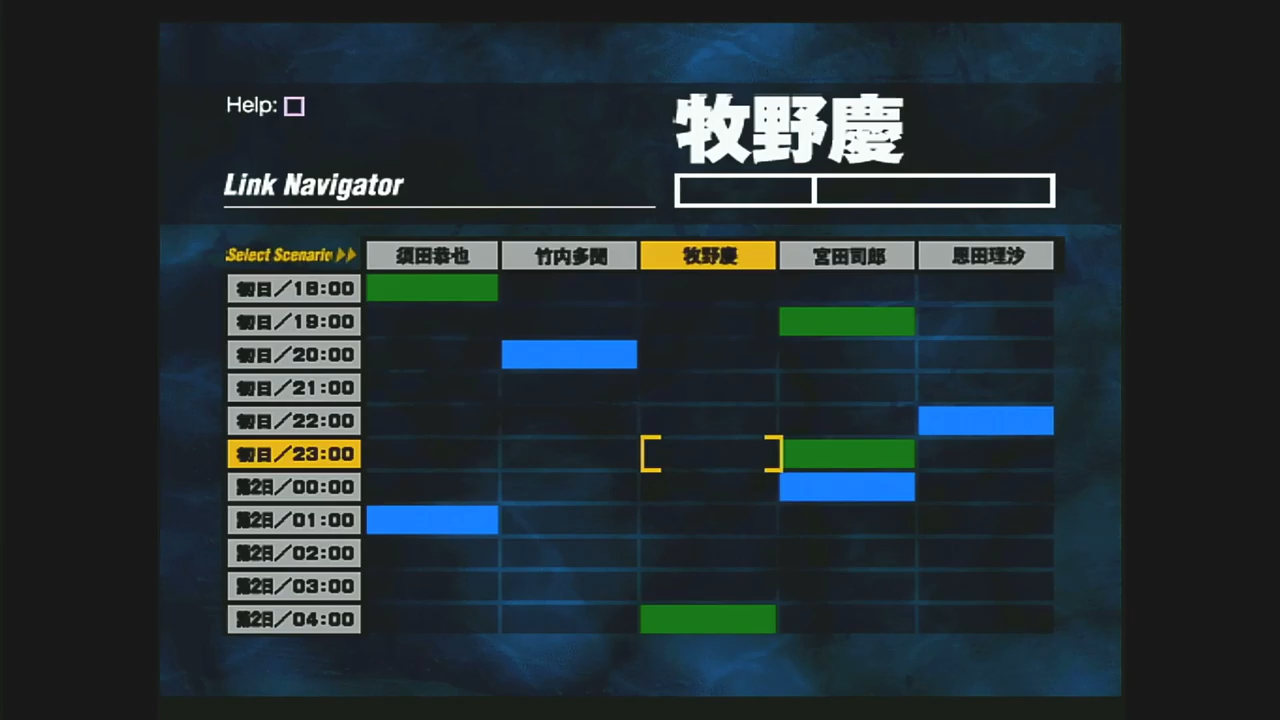 Help: □
牧野慶
Link Navigator
Select Scenario 須田恭也 竹内多聞 牧野慶 宮田司郎 恩田理沙
初日/18:00
初日/19:00
初日/20:00
初日/21:00
初日/22:00
初日/23:00
第2日/00:00
第2日/01:00
第2日/02:00
第2日/03:00
第2日/04:00